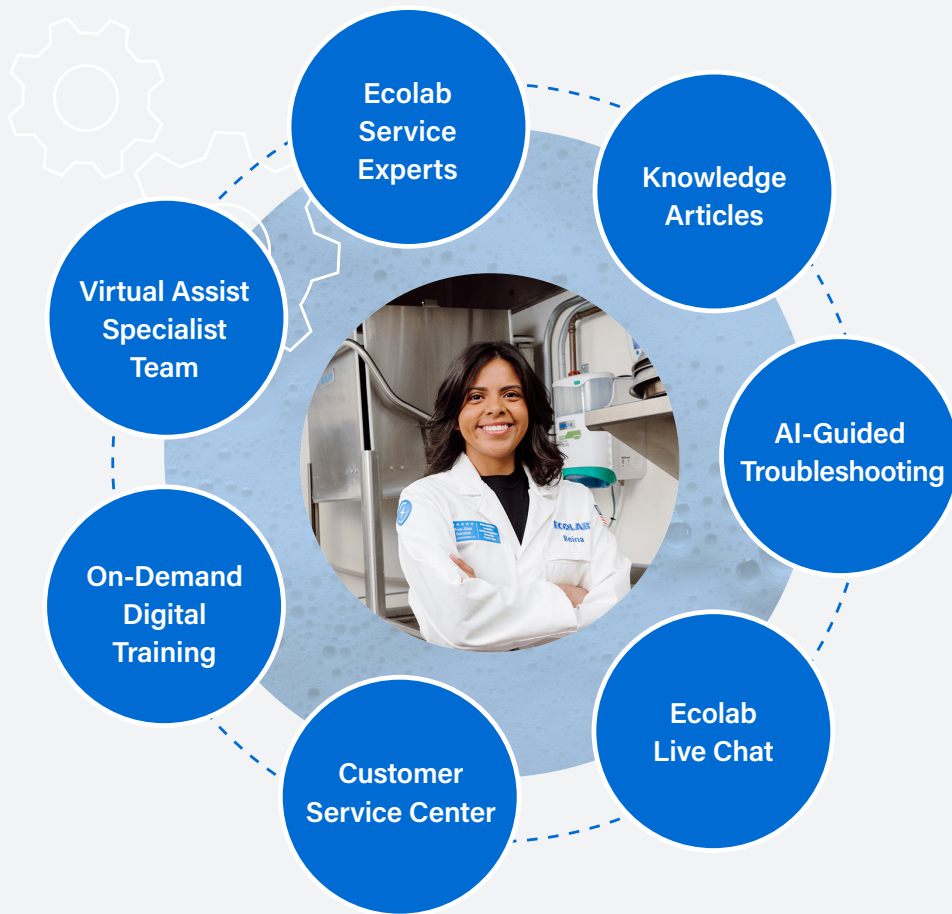 Ecolab
Service
Experts
Knowledge
Articles
Virtual Assist
Specialist
Team
AI-Guided
Troubleshooting
On-Demand
Digital
Training
Ecolab
Live Chat
Customer
Service Center
ECOLAB
Reina